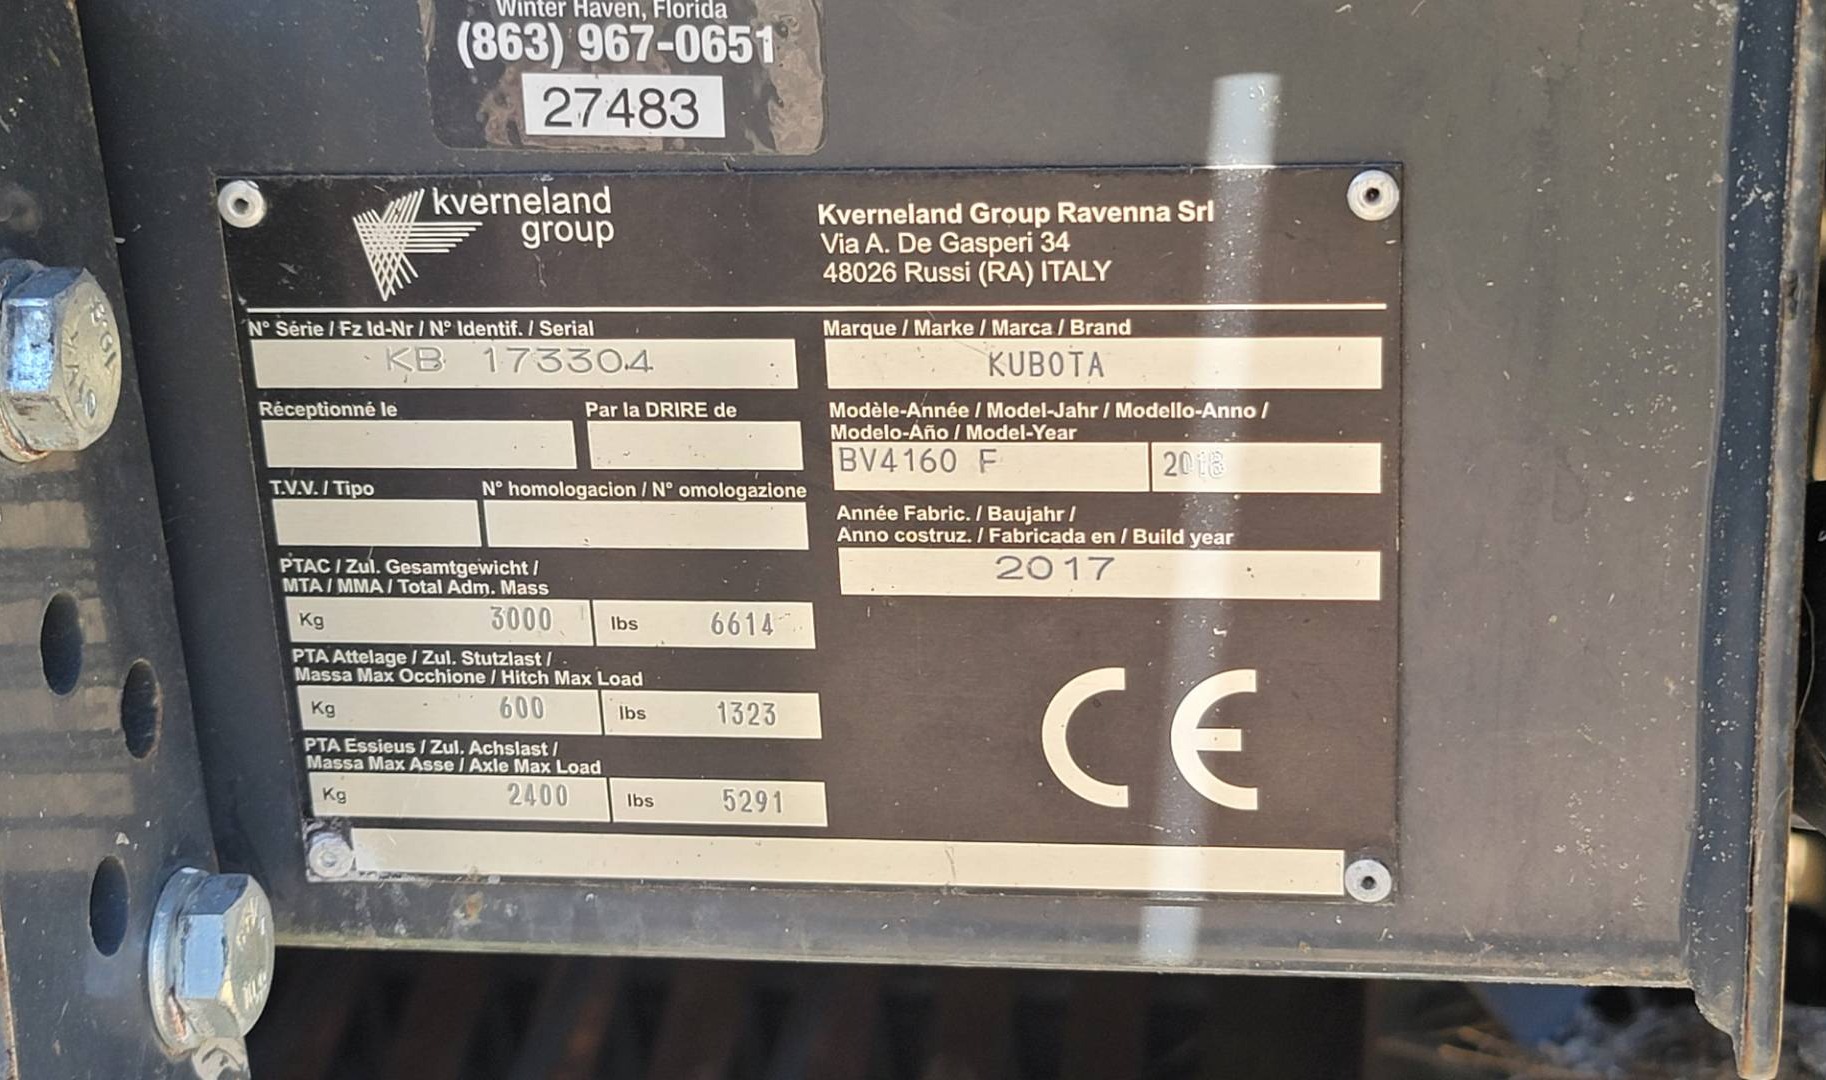 Winter Haven, Florida
(863) 967-0651
27483
kverneland
group
Kverneland Group Ravenna Srl
Via A. De Gasperi 34
48026 Russi (RA) ITALY
N° Série / Fz Id-Nr / N° Identif. / Serial
KB 173304
Réceptionné le
Par la DRIRE de
T.V.V. / Tipo
N° homologacion / N° omologazione
PTAC / Zul. Gesamtgewicht /
MTA / MMA / Total Adm. Mass
Kg 3000 lbs 6614
PTA Attelage / Zul. Stutzlast /
Massa Max Occhione / Hitch Max Load
Kg 600 lbs 1323
PTA Essieus / Zul. Achslast /
Massa Max Asse / Axle Max Load
Kg 2400 lbs 5291
Marque / Marke / Marca / Brand
KUBOTA
Modèle-Année / Model-Jahr / Modello-Anno /
Modelo-Año / Model-Year
BV4160 F 2018
Année Fabric. / Baujahr /
Anno costruz. / Fabricada en / Build year
2017
CE